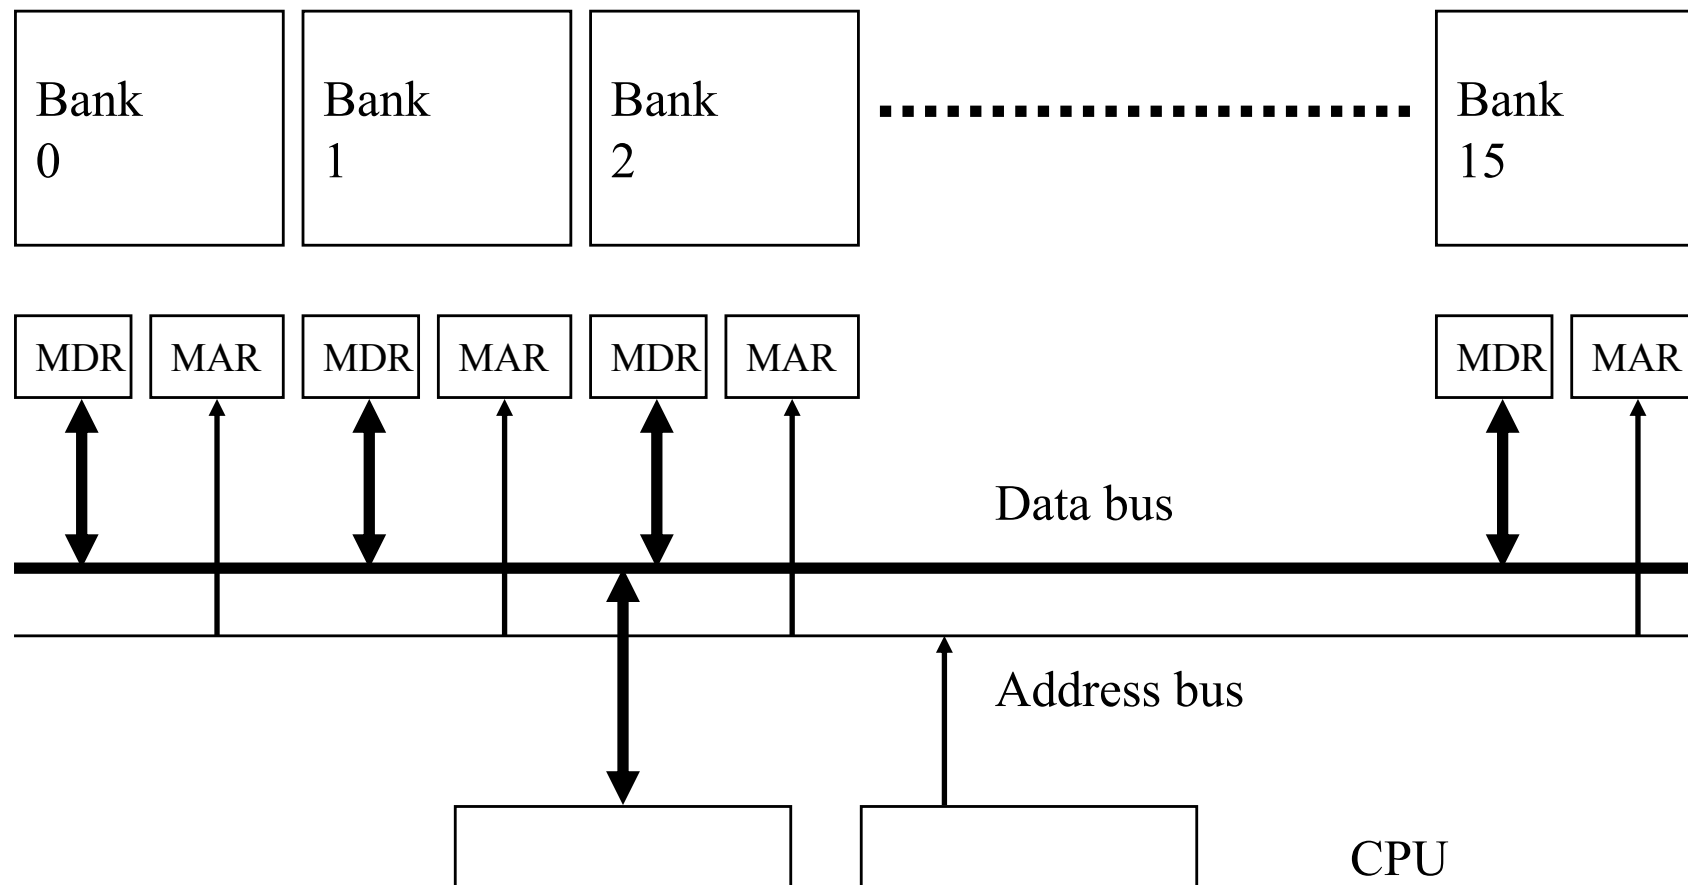 Bank
0
Bank
1
Bank
2
Bank
15
MDR
MAR
MDR
MAR
MDR
MAR
MDR
MAR
Data bus
Address bus
CPU